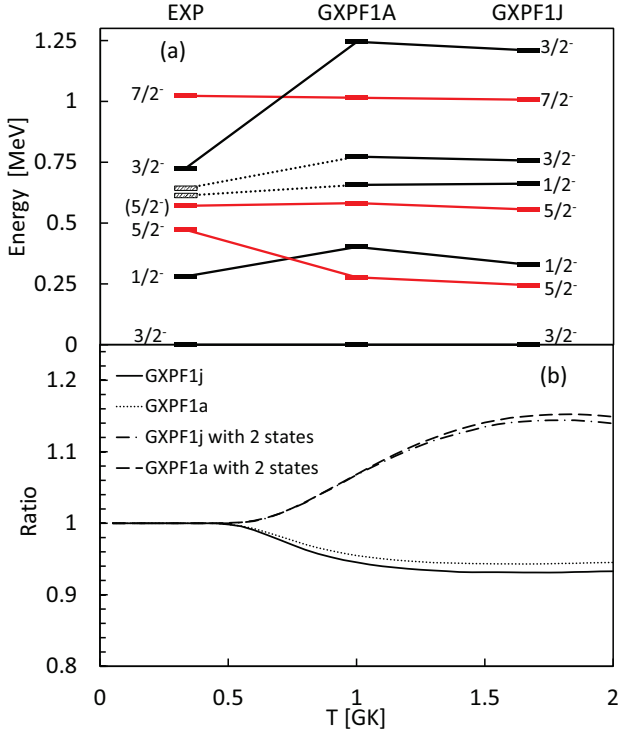 EXP GXPF1A GXPF1J
(a)
Energy [MeV]
1.25
1
0.75
0.5
0.25
0
7/2⁻
3/2⁻
(5/2⁻)
5/2⁻
1/2⁻
3/2⁻
3/2⁻
7/2⁻
3/2⁻
1/2⁻
5/2⁻
1/2⁻
5/2⁻
3/2⁻
(b)
Ratio
1.2
1.1
1
0.9
0.8
GXPF1j
GXPF1a
GXPF1j with 2 states
GXPF1a with 2 states
0 0.5 1 1.5 2
T [GK]